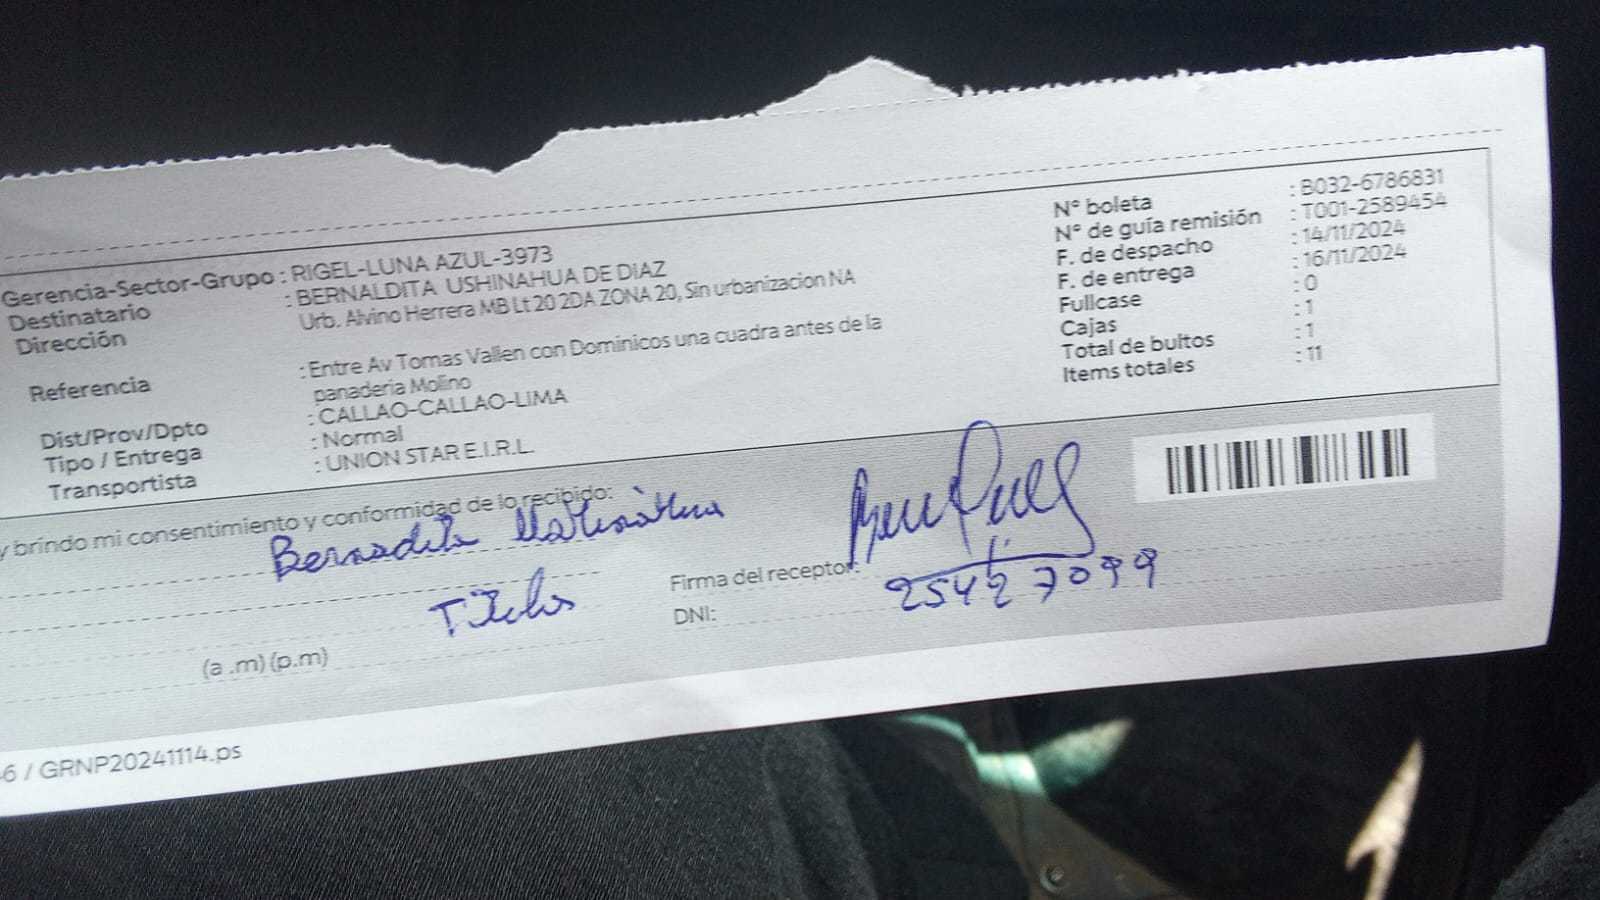 Gerencia-Sector-Grupo : RIGEL-LUNA AZUL-3973
Destinatario : BERNALDITA USHINAHUA DE DIAZ
Dirección Urb. Alvino Herrera MB Lt 20 2DA ZONA 20, Sin urbanizacion NA
Referencia : Entre Av Tomas Vallen con Dominicos una cuadra antes de la
panaderia Molino
Dist/Prov/Dpto : CALLAO-CALLAO-LIMA
Tipo / Entrega : Normal
Transportista : UNION STAR E.I.R.L.
N° boleta : B032-6786831
N° de guía remisión : T001-2589454
F. de despacho : 14/11/2024
F. de entrega : 16/11/2024
Fullcase : 0
Cajas : 1
Total de bultos : 1
Items totales : 11
y brindo mi consentimiento y conformidad de lo recibido:
Firma del receptor:
DNI: 25427099
(a .m) (p.m)
6 / GRNP20241114.ps